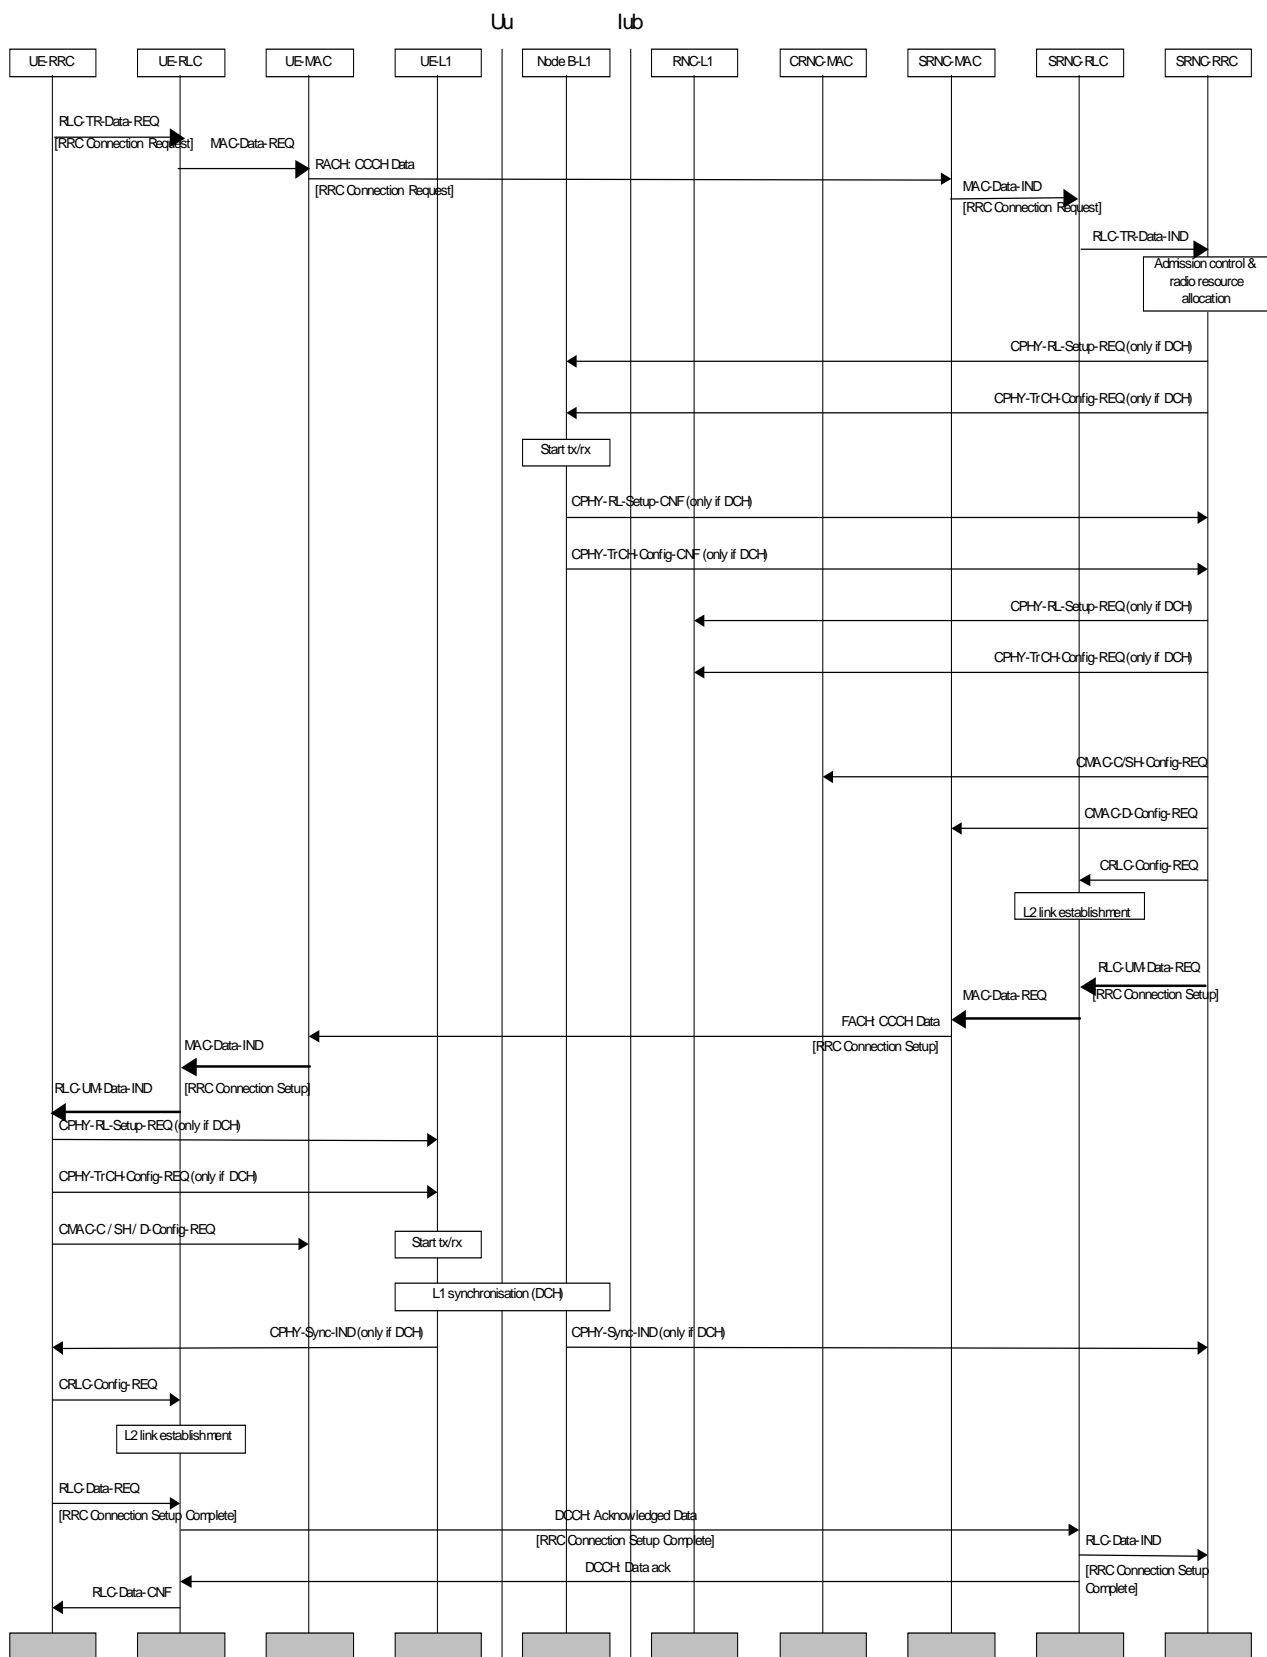 Uu Iub
UE-RRC UE-RLC UE-MAC UE-L1 Node B-L1 RNC-L1 CRNC-MAC SRNC-MAC SRNC-RLC SRNC-RRC
RLC-TR-Data-REQ
[RRC Connection Request] MAC-Data-REQ
RACH: CCCH Data
[RRC Connection Request]
MAC-Data-IND
[RRC Connection Request]
RLC-TR-Data-IND
Admission control &
radio resource
allocation
CPHY-RL-Setup-REQ (only if DCH)
CPHY-TrCH-Config-REQ (only if DCH)
Start tx/rx
CPHY-RL-Setup-CNF (only if DCH)
CPHY-TrCH-Config-CNF (only if DCH)
CPHY-RL-Setup-REQ (only if DCH)
CPHY-TrCH-Config-REQ (only if DCH)
CMAC-C/SH-Config-REQ
CMAC-D-Config-REQ
CRLC-Config-REQ
L2 link establishment
RLC-UM-Data-REQ
MAC-Data-REQ [RRC Connection Setup]
FACH: CCCH Data
[RRC Connection Setup]
MAC-Data-IND
RLC-UM-Data-IND [RRC Connection Setup]
CPHY-RL-Setup-REQ (only if DCH)
CPHY-TrCH-Config-REQ (only if DCH)
CMAC-C / SH / D-Config-REQ
Start tx/rx
L1 synchronisation (DCH)
CPHY-Sync-IND (only if DCH) CPHY-Sync-IND (only if DCH)
CRLC-Config-REQ
L2 link establishment
RLC-Data-REQ
[RRC Connection Setup Complete]
DCCH: Acknowledged Data
[RRC Connection Setup Complete]
RLC-Data-IND
DCCH: Data ack
[RRC Connection Setup
Complete]
RLC-Data-CNF